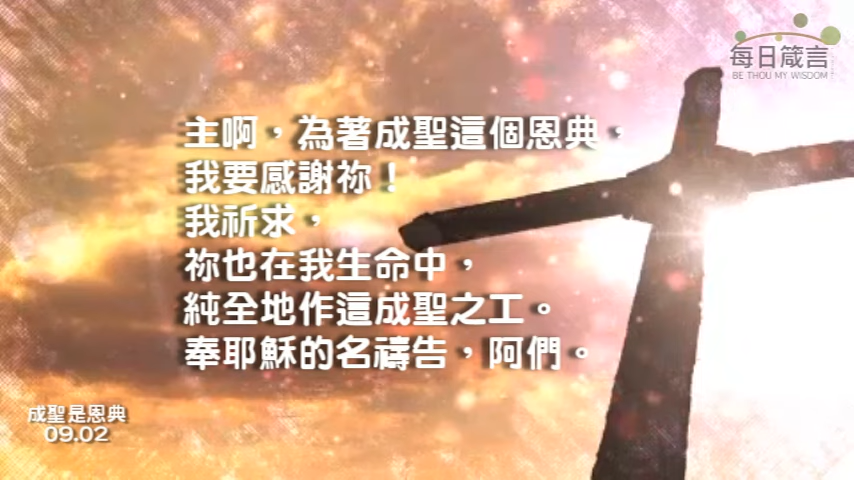 每日箴言
BE THOU MY WISDOM
主啊，為著成聖這個恩典，
我要感謝祢！
我祈求，
祢也在我生命中，
純全地作這成聖之工。
奉耶穌的名禱告，阿們。
成聖是恩典
09.02